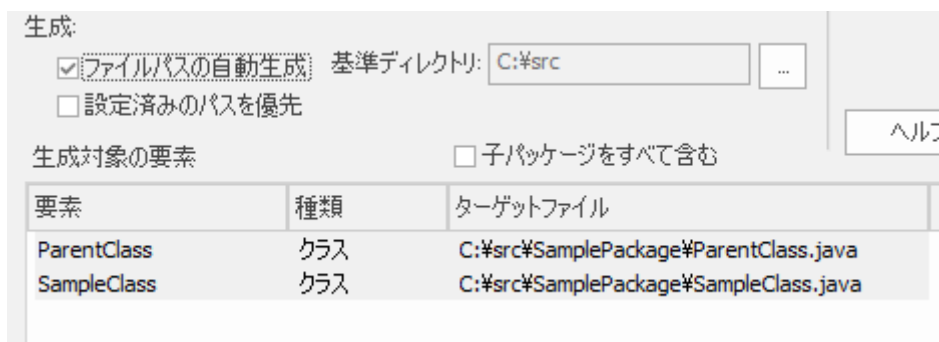 生成:
ファイルパスの自動生成 基準ディレクトリ: C:¥src ...
設定済みのパスを優先
生成対象の要素 子パッケージをすべて含む
要素 種類 ターゲットファイル
ParentClass クラス C:¥src¥SamplePackage¥ParentClass.java
SampleClass クラス C:¥src¥SamplePackage¥SampleClass.java